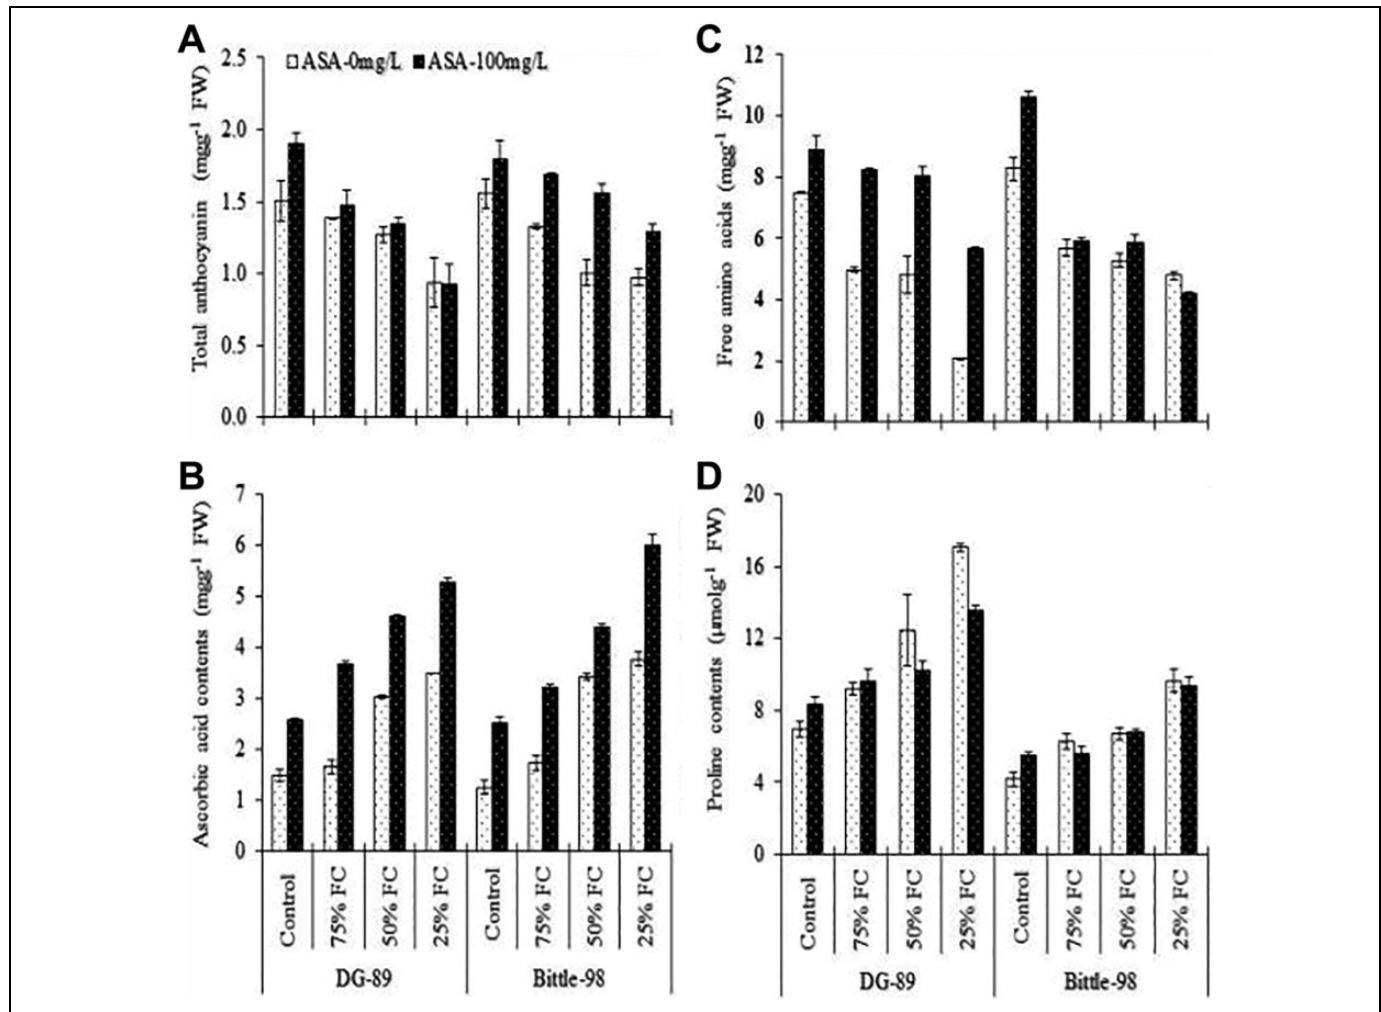 A
Total anthocyanin (mgg-1 FW)
ASA-0mg/L ASA-100mg/L
2.5
2.0
1.5
1.0
0.5
0.0
C
Free amino acids (mgg-1 FW)
12
10
8
6
4
2
0
B
Ascorbic acid contents (mgg-1 FW)
7
6
5
4
3
2
1
0
Control 75% FC 50% FC 25% FC Control 75% FC 50% FC 25% FC
DG-89 Bittle-98
D
Proline contents (µmolg-1 FW)
20
16
12
8
4
0
Control 75% FC 50% FC 25% FC Control 75% FC 50% FC 25% FC
DG-89 Bittle-98